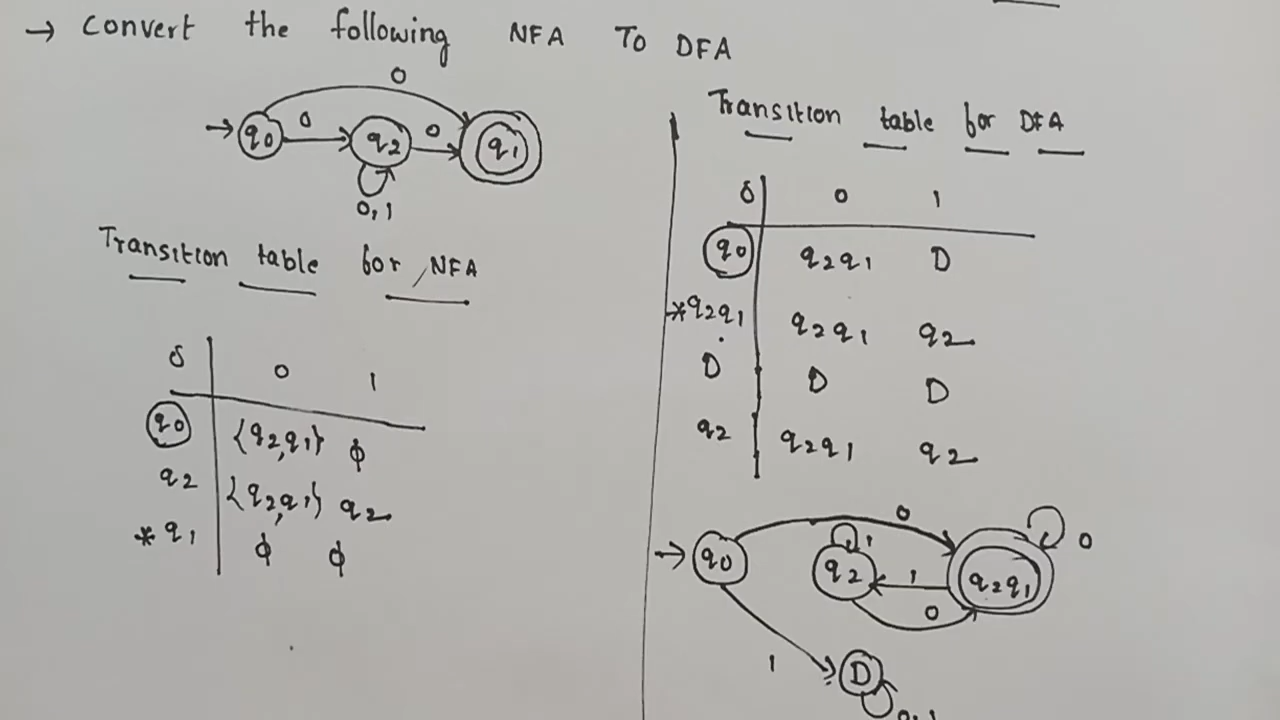 → Convert the following NFA To DFA
0
→ q0 0 q2 0 q1
0,1
Transition table for NFA
δ 0 1
q0 {q2,q1} ϕ
q2 {q2,q1} q2
*q1 ϕ ϕ
Transition table for DFA
δ 0 1
q0 q2q1 D
*q2q1 q2q1 q2
D D D
q2 q2q1 q2
0
→ q0 q2 1 1 q2q1 0
0
1 D
0,1